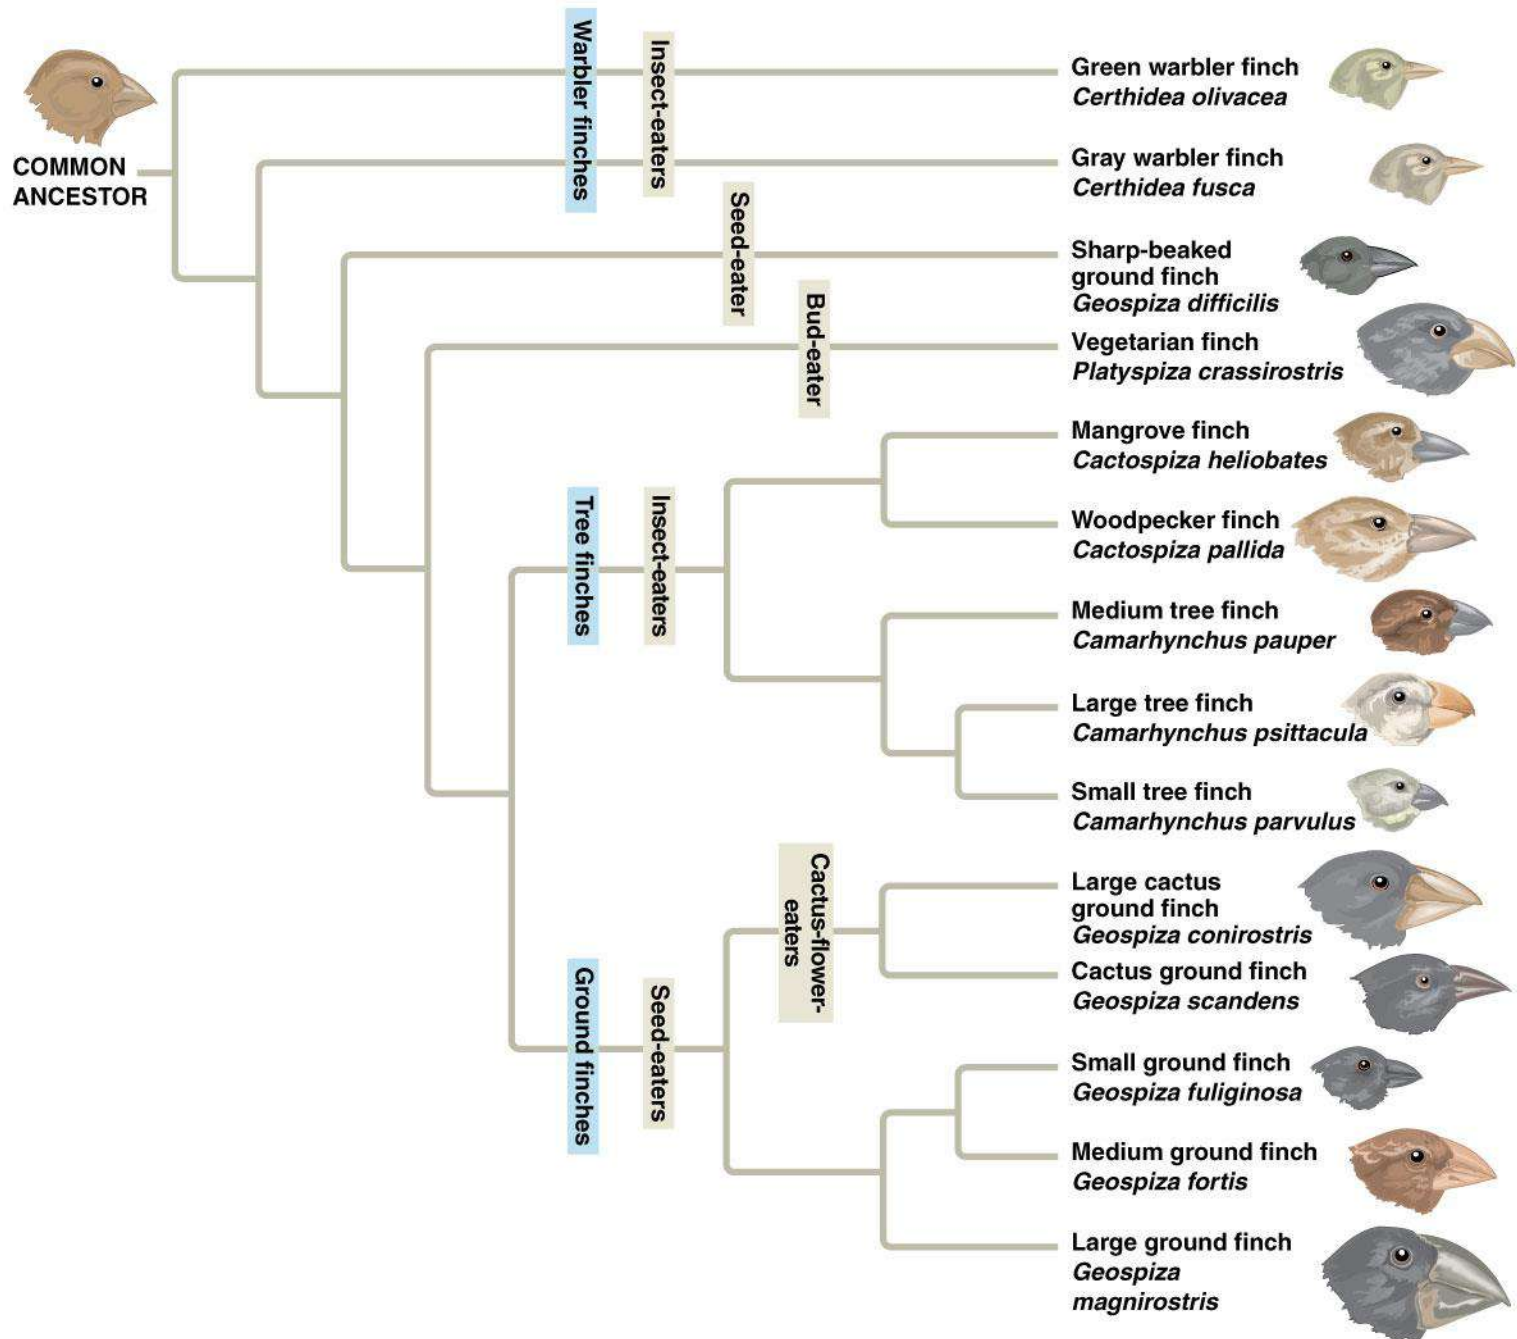 COMMON
ANCESTOR
Warbler finches
Insect-eaters
Green warbler finch
Certhidea olivacea
Gray warbler finch
Certhidea fusca
Seed-eater
Sharp-beaked
ground finch
Geospiza difficilis
Bud-eater
Vegetarian finch
Platyspiza crassirostris
Tree finches
Insect-eaters
Mangrove finch
Cactospiza heliobates
Woodpecker finch
Cactospiza pallida
Medium tree finch
Camarhynchus pauper
Large tree finch
Camarhynchus psittacula
Small tree finch
Camarhynchus parvulus
Ground finches
Seed-eaters
Cactus-flower-
eaters
Large cactus
ground finch
Geospiza conirostris
Cactus ground finch
Geospiza scandens
Small ground finch
Geospiza fuliginosa
Medium ground finch
Geospiza fortis
Large ground finch
Geospiza
magnirostris